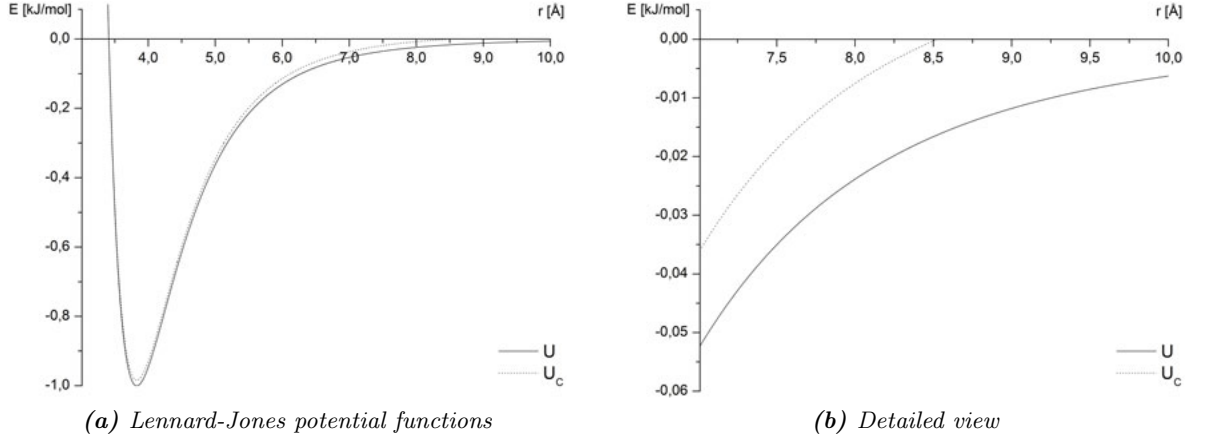 E [kJ/mol]
r [Å]
0,0
4,0
5,0
6,0
7,0
8,0
9,0
10,0
-0,2
-0,4
-0,6
-0,8
-1,0
U
U_C
(a) Lennard-Jones potential functions
E [kJ/mol]
r [Å]
0,00
7,5
8,0
8,5
9,0
9,5
10,0
-0,01
-0,02
-0,03
-0,04
-0,05
-0,06
U
U_C
(b) Detailed view